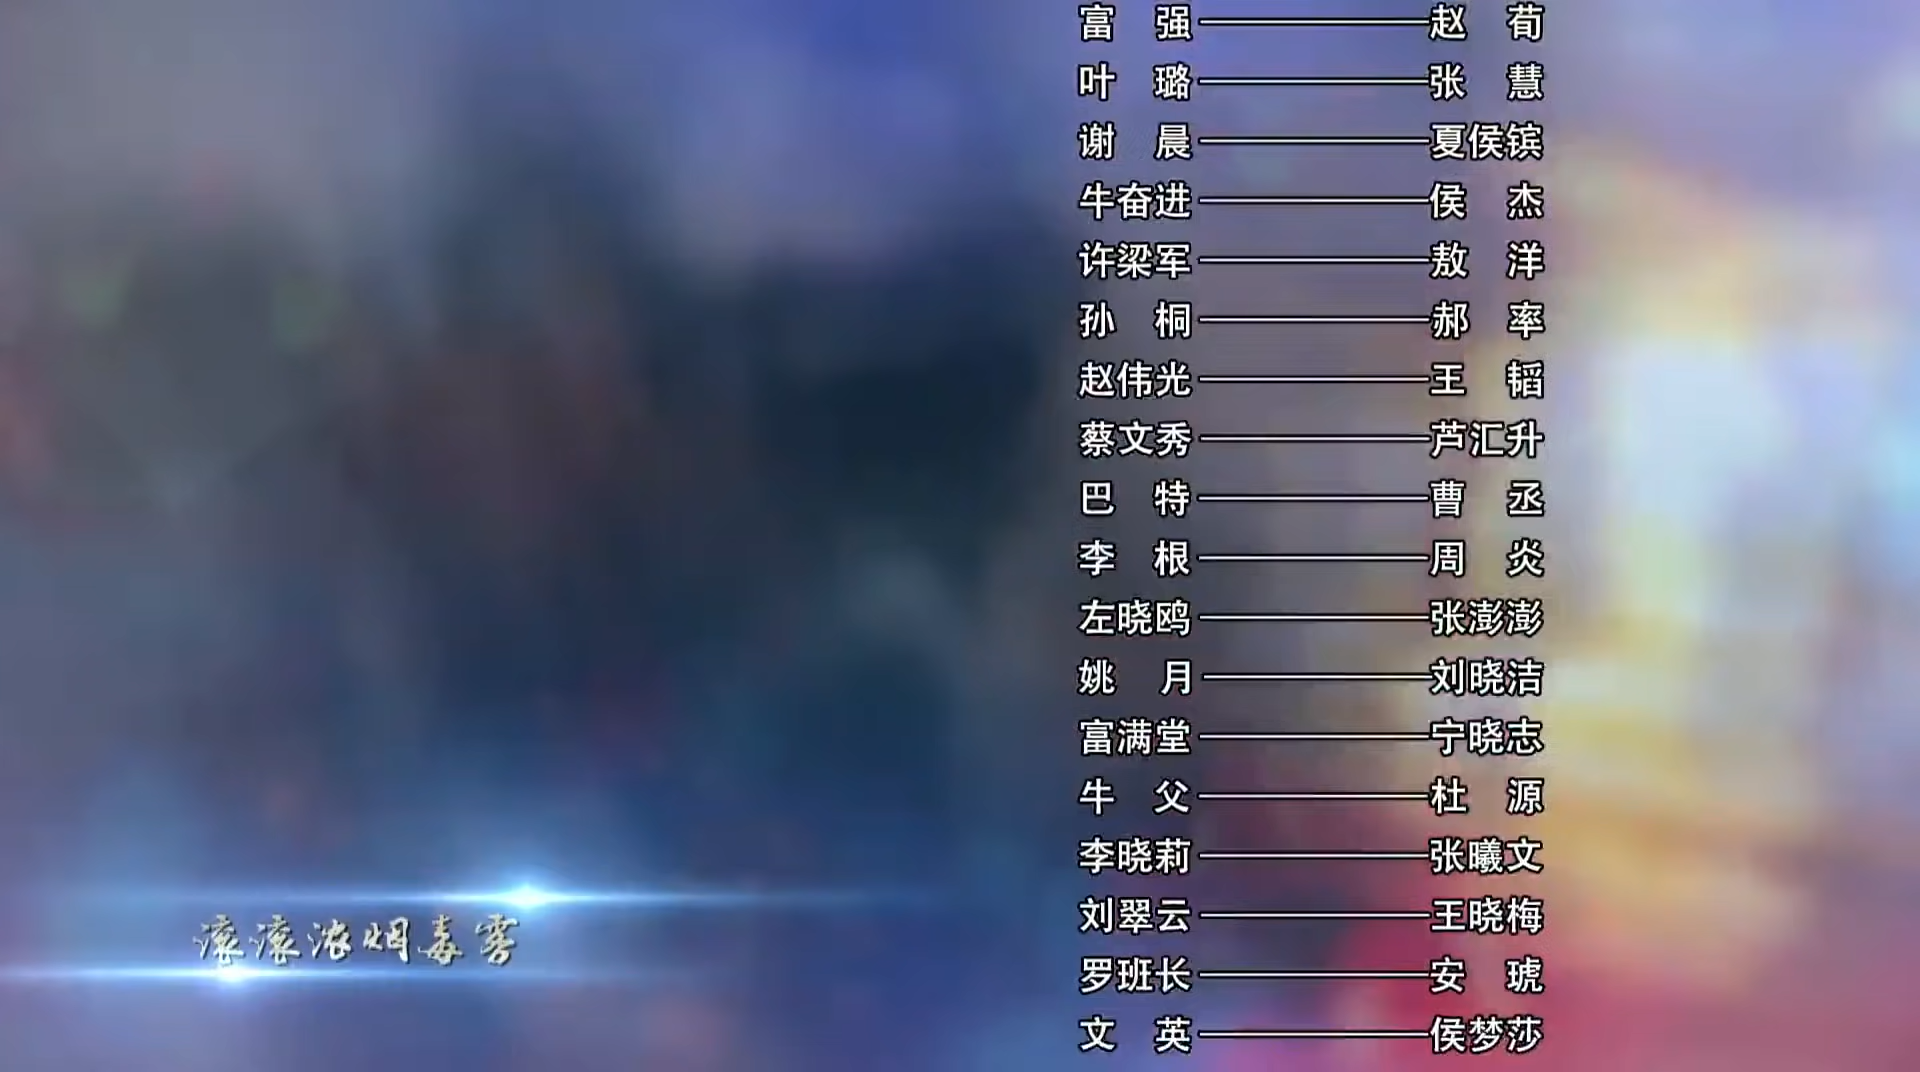 富 强————赵 荀
叶 璐————张 慧
谢 晨————夏侯镔
牛奋进————侯 杰
许梁军————敖 洋
孙 桐————郝 率
赵伟光————王 韬
蔡文秀————芦汇升
巴 特————曹 丞
李 根————周 炎
左晓鸥————张澎澎
姚 月————刘晓洁
富满堂————宁晓志
牛 父————杜 源
李晓莉————张曦文
刘翠云————王晓梅
滚滚浓烟毒雾
罗班长————安 琥
文 英————侯梦莎